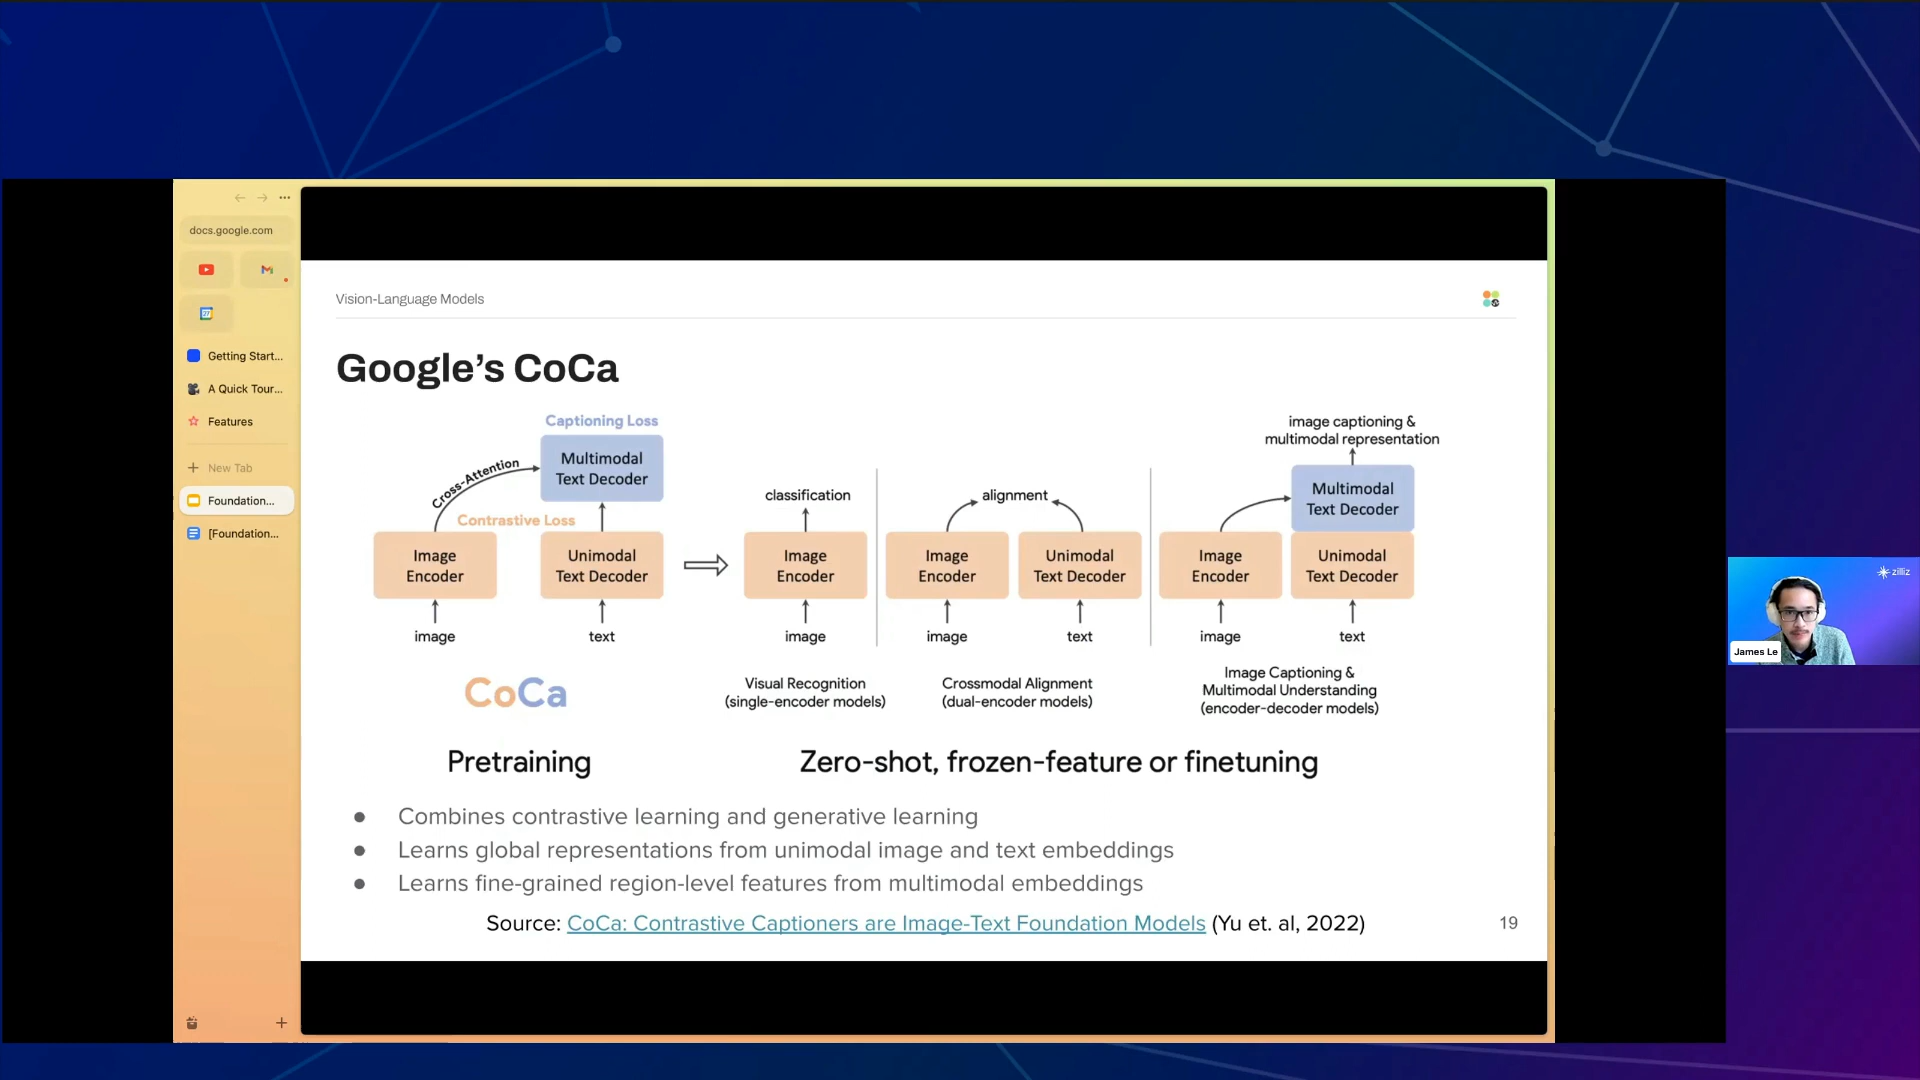 docs.google.com
Getting Start...
A Quick Tour...
Features
New Tab
Foundation...
[Foundation...
Vision-Language Models
Google's CoCa
Captioning Loss
Multimodal
Text Decoder
Cross-Attention
Contrastive Loss
Image
Encoder
Unimodal
Text Decoder
image
text
CoCa
Pretraining
classification
Image
Encoder
image
Visual Recognition
(single-encoder models)
alignment
Image
Encoder
Unimodal
Text Decoder
image
text
Crossmodal Alignment
(dual-encoder models)
image captioning &
multimodal representation
Multimodal
Text Decoder
Image
Encoder
Unimodal
Text Decoder
image
text
Image Captioning &
Multimodal Understanding
(encoder-decoder models)
Zero-shot, frozen-feature or finetuning
● Combines contrastive learning and generative learning
● Learns global representations from unimodal image and text embeddings
● Learns fine-grained region-level features from multimodal embeddings
Source: CoCa: Contrastive Captioners are Image-Text Foundation Models (Yu et. al, 2022)
19
zilliz
James Le